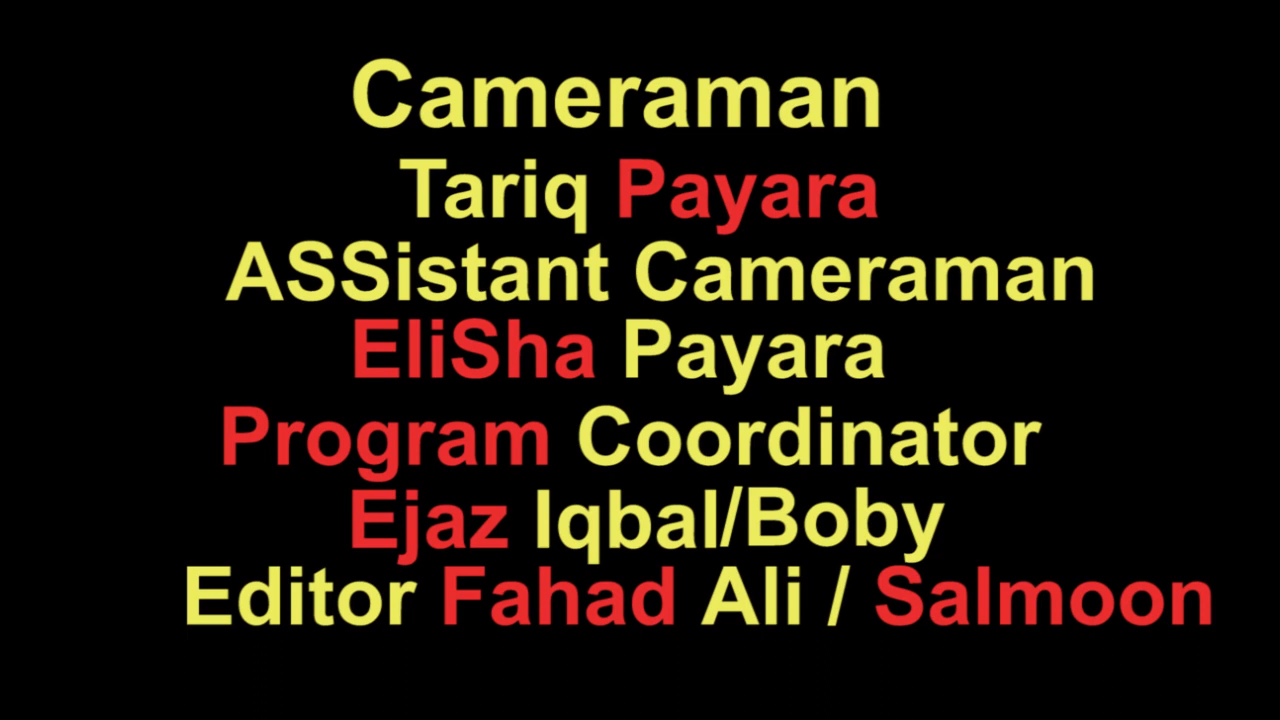 Cameraman
Tariq Payara
ASSistant Cameraman
EliSha Payara
Program Coordinator
Ejaz Iqbal/Boby
Editor Fahad Ali / Salmoon